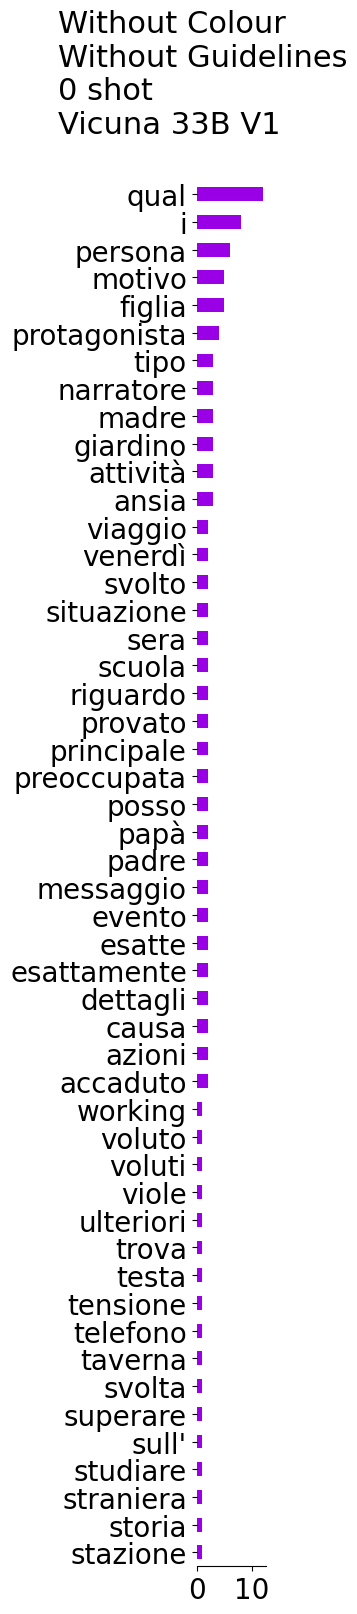 Without Colour
Without Guidelines
0 shot
Vicuna 33B V1
qual
i
persona
motivo
figlia
protagonista
tipo
narratore
madre
giardino
attività
ansia
viaggio
venerdì
svolto
situazione
sera
scuola
riguardo
provato
principale
preoccupata
posso
papà
padre
messaggio
evento
esatte
esattamente
dettagli
causa
azioni
accaduto
working
voluto
voluti
viole
ulteriori
trova
testa
tensione
telefono
taverna
svolta
superare
sull'
studiare
straniera
storia
stazione
0 10